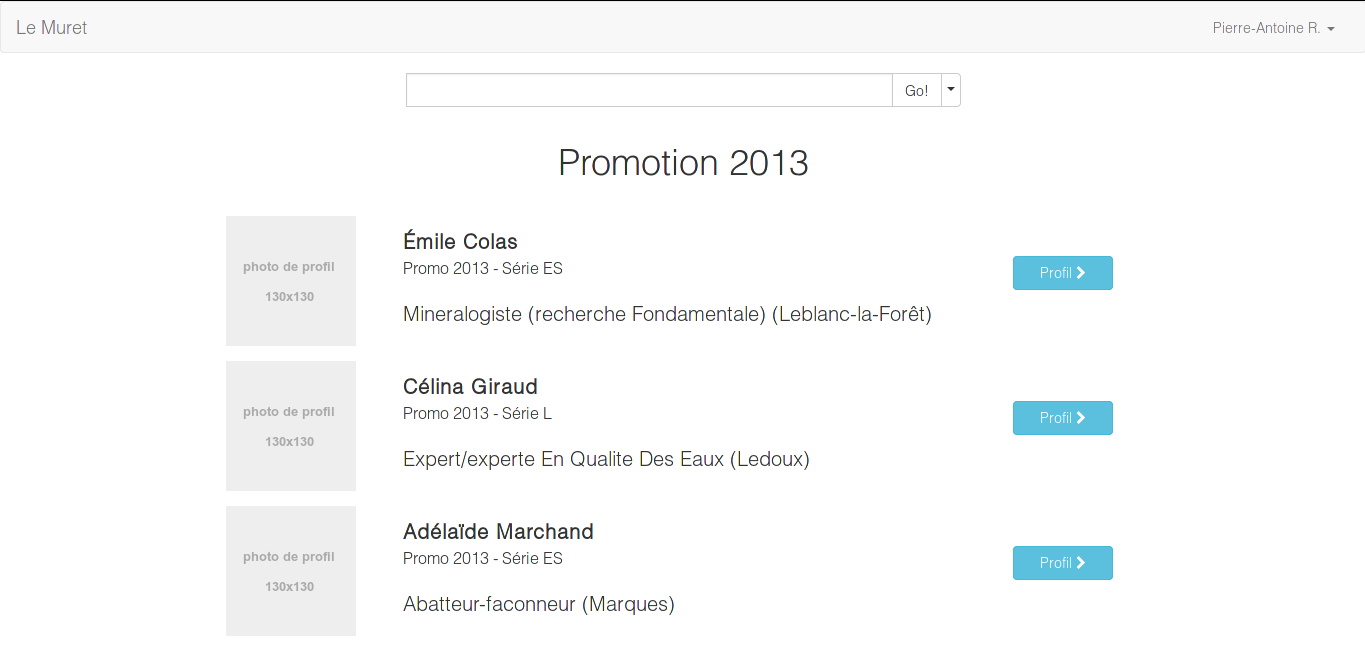 Le Muret
Pierre-Antoine R.
Go!
Promotion 2013
photo de profil
130x130
Émile Colas
Promo 2013 - Série ES
Mineralogiste (recherche Fondamentale) (Leblanc-la-Forêt)
Profil
photo de profil
130x130
Célina Giraud
Promo 2013 - Série L
Expert/experte En Qualite Des Eaux (Ledoux)
Profil
photo de profil
130x130
Adélaïde Marchand
Promo 2013 - Série ES
Abatteur-faconneur (Marques)
Profil